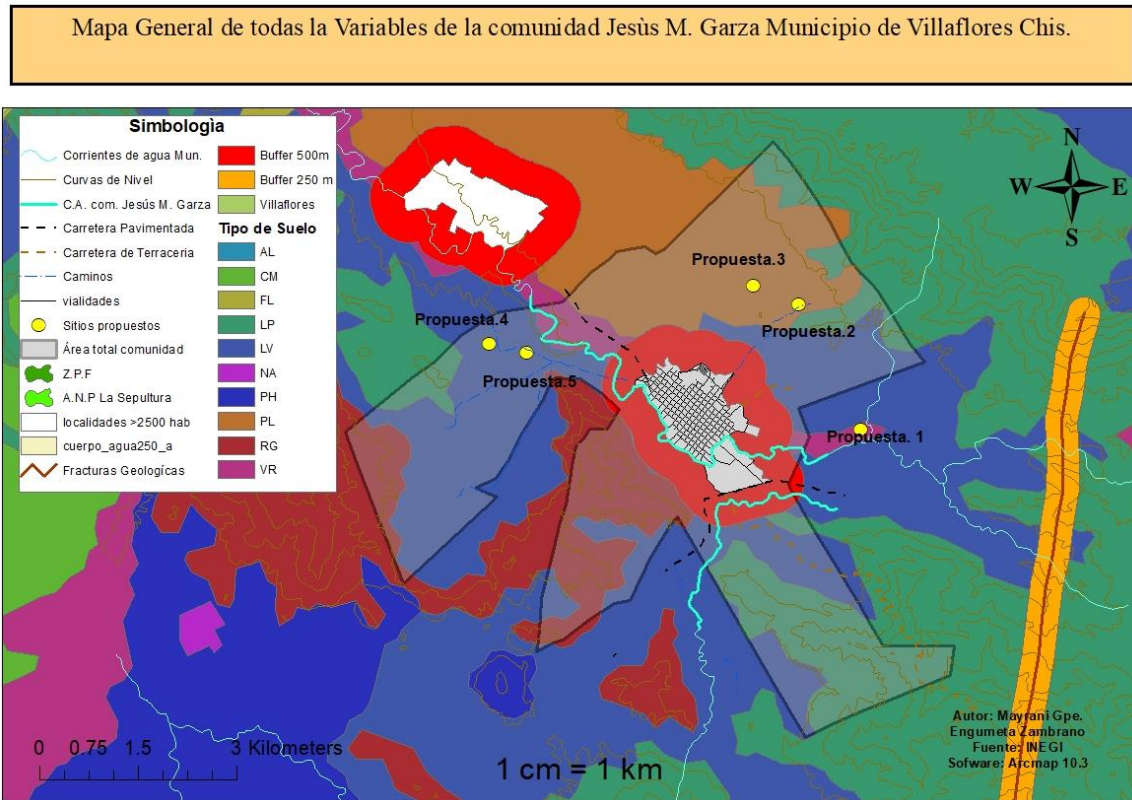 Mapa General de todas la Variables de la comunidad Jesùs M. Garza Municipio de Villaflores Chis.
Simbologìa
Corrientes de agua Mun.
Curvas de Nivel
C.A. com. Jesús M. Garza
Carretera Pavimentada
Carretera de Terraceria
Caminos
vialidades
Sitios propuestos
Área total comunidad
Z.P.F
A.N.P La Sepultura
localidades >2500 hab
cuerpo_agua250_a
Fracturas Geologícas
Buffer 500m
Buffer 250 m
Villaflores
Tipo de Suelo
AL
CM
FL
LP
LV
NA
PH
PL
RG
VR
N
W E
S
Propuesta.3
Propuesta.2
Propuesta.4
Propuesta.5
Propuesta. 1
0 0.75 1.5 3 Kilometers
1 cm = 1 km
Autor: Mayrani Gpe.
Engumeta Zambrano
Fuente: INEGI
Sofware: Arcmap 10.3